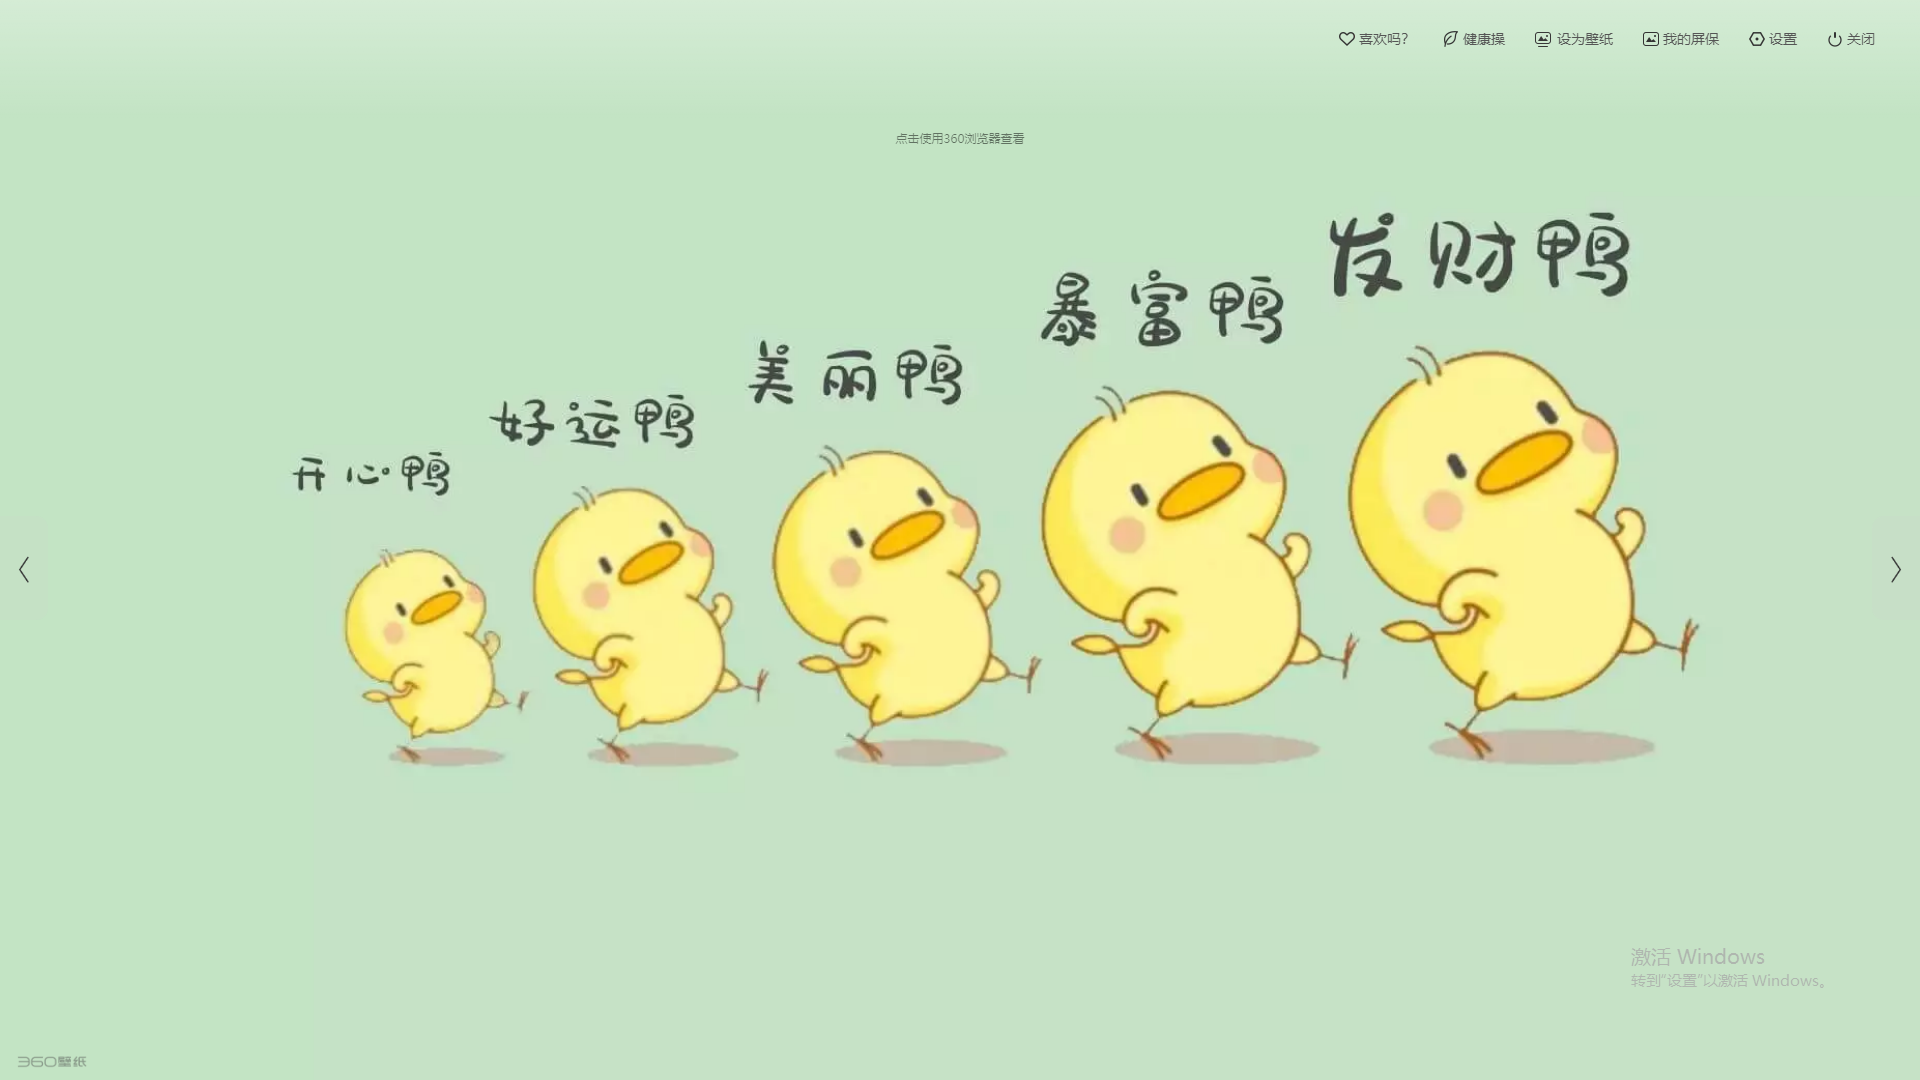 喜欢吗?
健康操
设为壁纸
我的屏保
设置
关闭
点击使用360浏览器查看
发财鸭
暴富鸭
美丽鸭
好运鸭
开心鸭
激活 Windows
转到“设置”以激活 Windows。
360壁纸